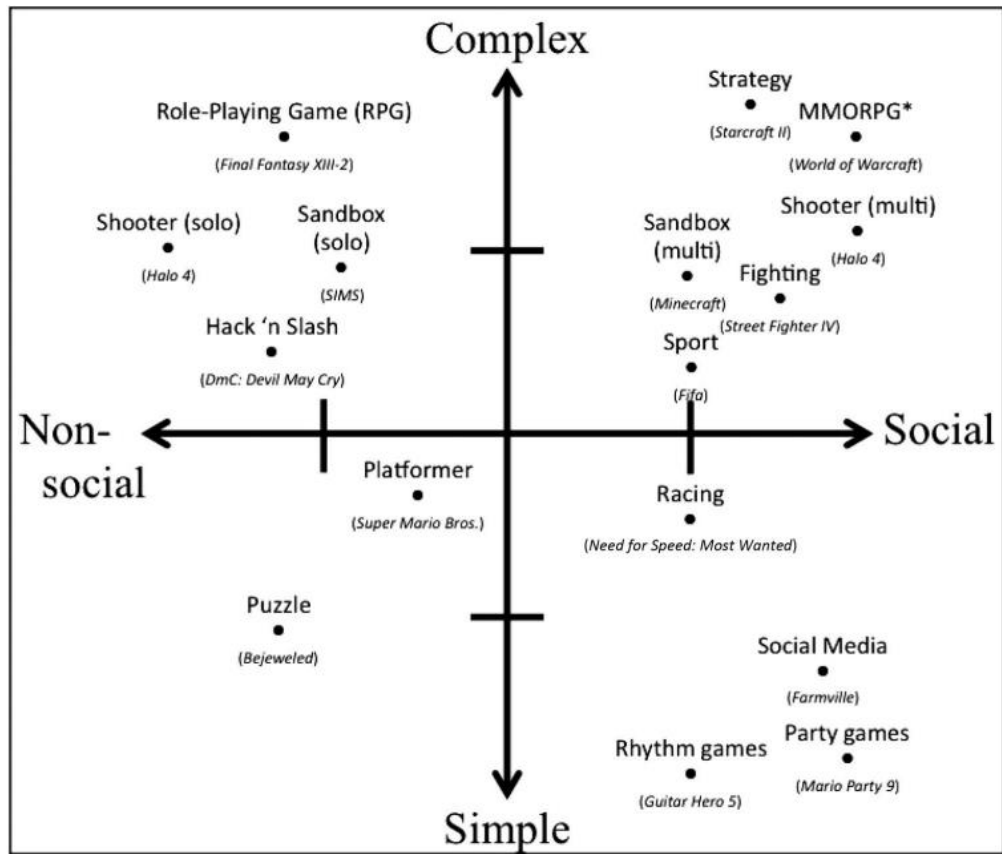 Complex
Strategy
(Starcraft II)
Role-Playing Game (RPG)
(Final Fantasy XIII-2)
MMORPG*
(World of Warcraft)
Shooter (solo)
(Halo 4)
Sandbox
(solo)
(SIMS)
Sandbox
(multi)
(Minecraft)
Shooter (multi)
(Halo 4)
Fighting
(Street Fighter IV)
Hack ‘n Slash
(DmC: Devil May Cry)
Sport
(Fifa)
Non-
social
Social
Platformer
(Super Mario Bros.)
Racing
(Need for Speed: Most Wanted)
Puzzle
(Bejeweled)
Social Media
(Farmville)
Rhythm games
(Guitar Hero 5)
Party games
(Mario Party 9)
Simple